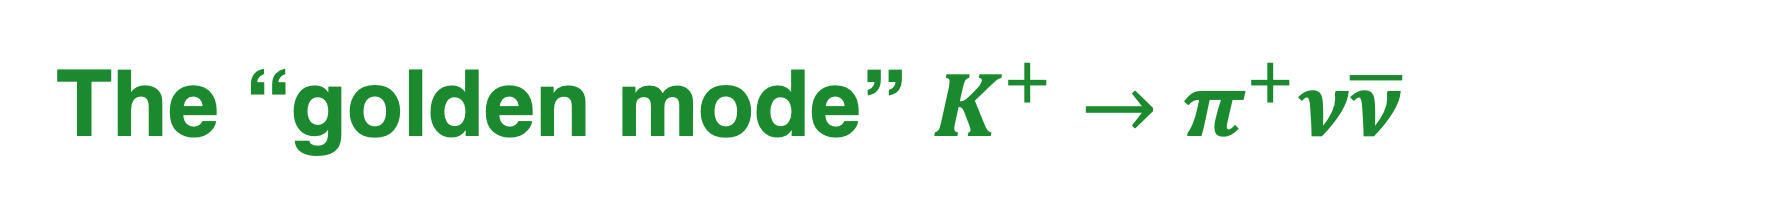 The “golden mode” K⁺ → π⁺νν̅